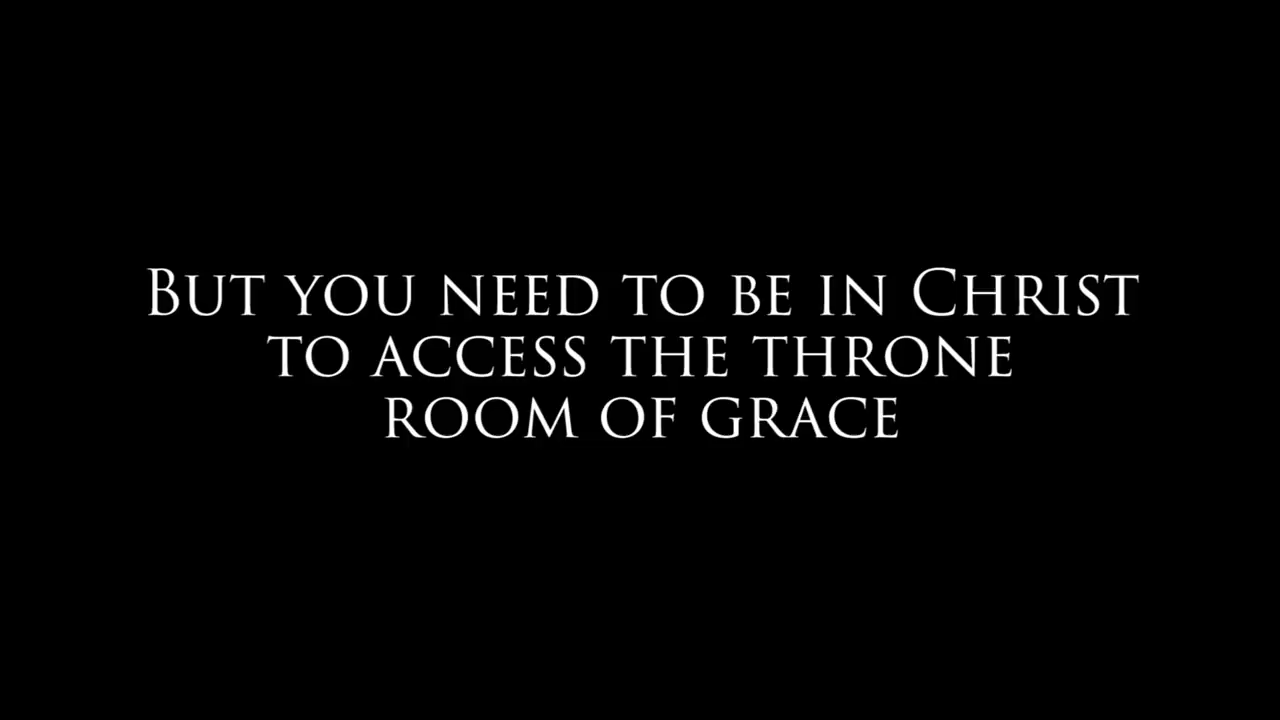 But you need to be in Christ
to access the throne
room of grace